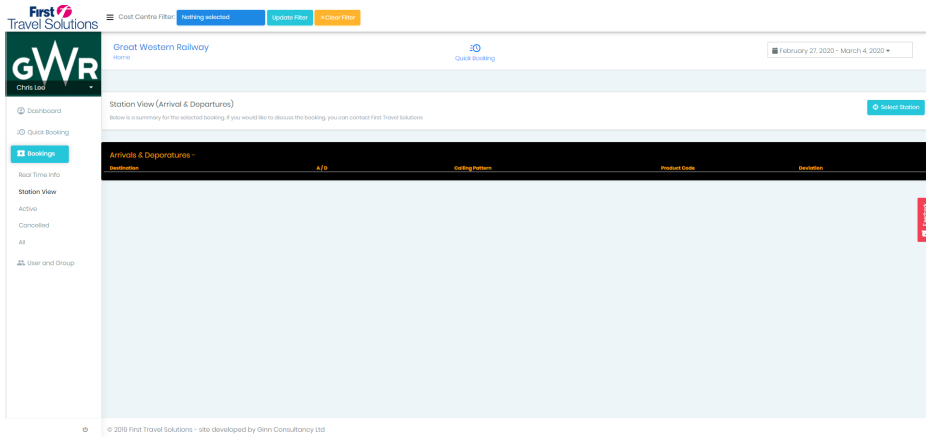 First
Travel Solutions
Cost Centre Filter:
Nothing selected
Update Filter
Clear Filter
GWR
Chris Lee
Great Western Railway
Home
Quick Booking
February 27, 2020 - March 4, 2020
Dashboard
Quick Booking
Bookings
Real Time Info
Station View
Active
Cancelled
All
User and Group
Station View (Arrival & Departures)
Below is a summary for the selected booking. If you would like to discuss the booking, you can contact First Travel Solutions
Select Station
Arrivals & Deporatures -
Destination A / D Calling Pattern Product Code Deviation
© 2019 First Travel Solutions - site developed by Ginn Consultancy Ltd